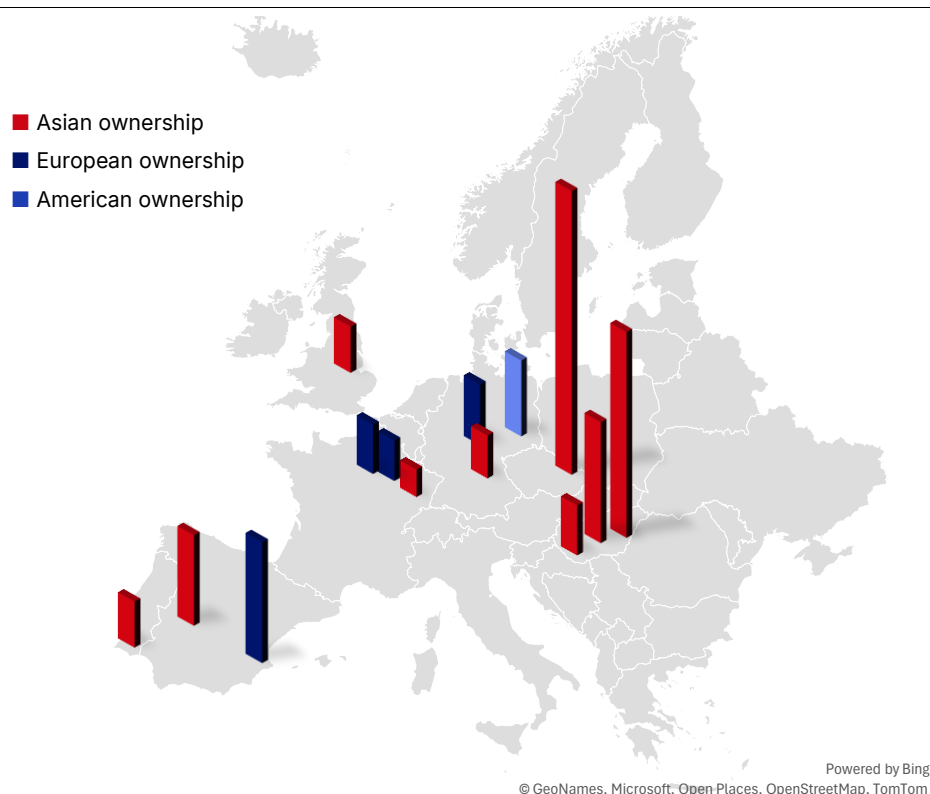 Asian ownership
European ownership
American ownership
Powered by Bing
© GeoNames, Microsoft, Open Places, OpenStreetMap, TomTom